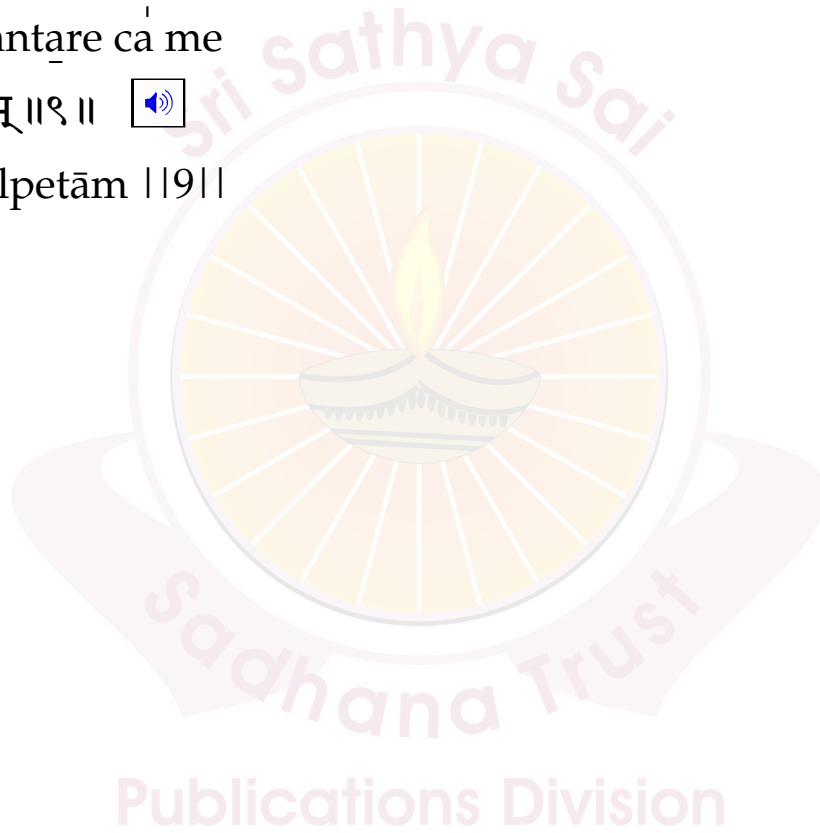 ntare ca̍ me
म् ॥९॥
lpetām ||9||
Sri Sathya Sai
Sadhana Trust
Publications Division